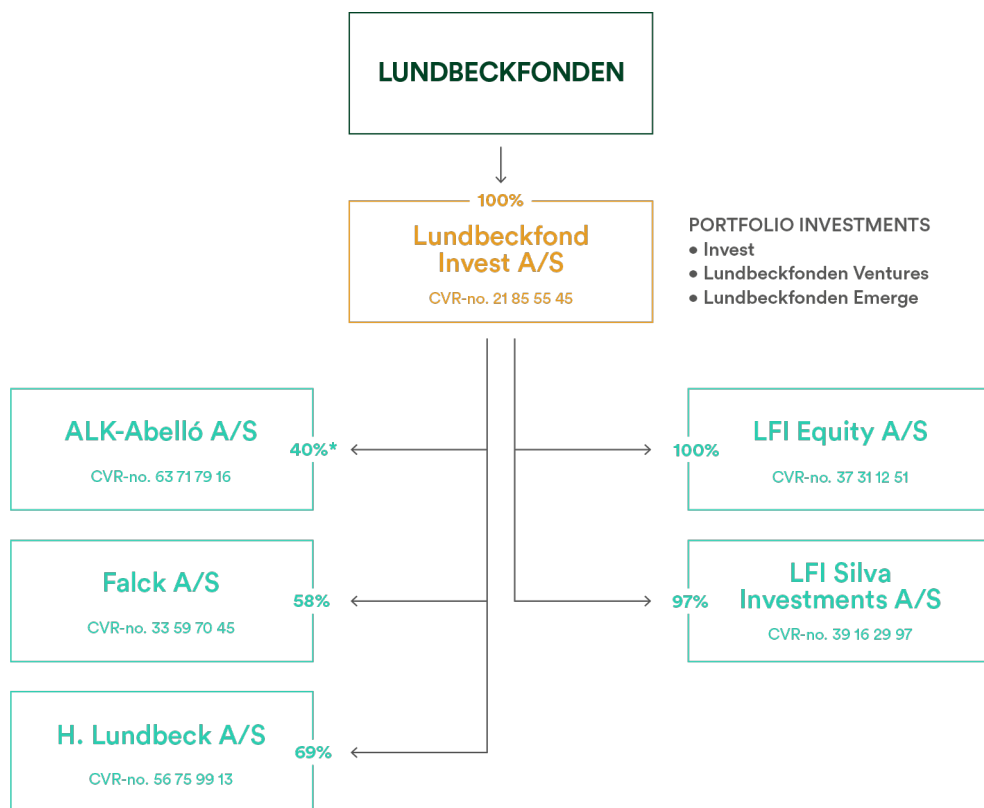 LUNDBECKFONDEN
100%
Lundbeckfond
Invest A/S
CVR-no. 21 85 55 45
PORTFOLIO INVESTMENTS
• Invest
• Lundbeckfonden Ventures
• Lundbeckfonden Emerge
ALK-Abelló A/S
40%*
CVR-no. 63 71 79 16
LFI Equity A/S
100%
CVR-no. 37 31 12 51
Falck A/S
58%
CVR-no. 33 59 70 45
LFI Silva
Investments A/S
97%
CVR-no. 39 16 29 97
H. Lundbeck A/S
69%
CVR-no. 56 75 99 13